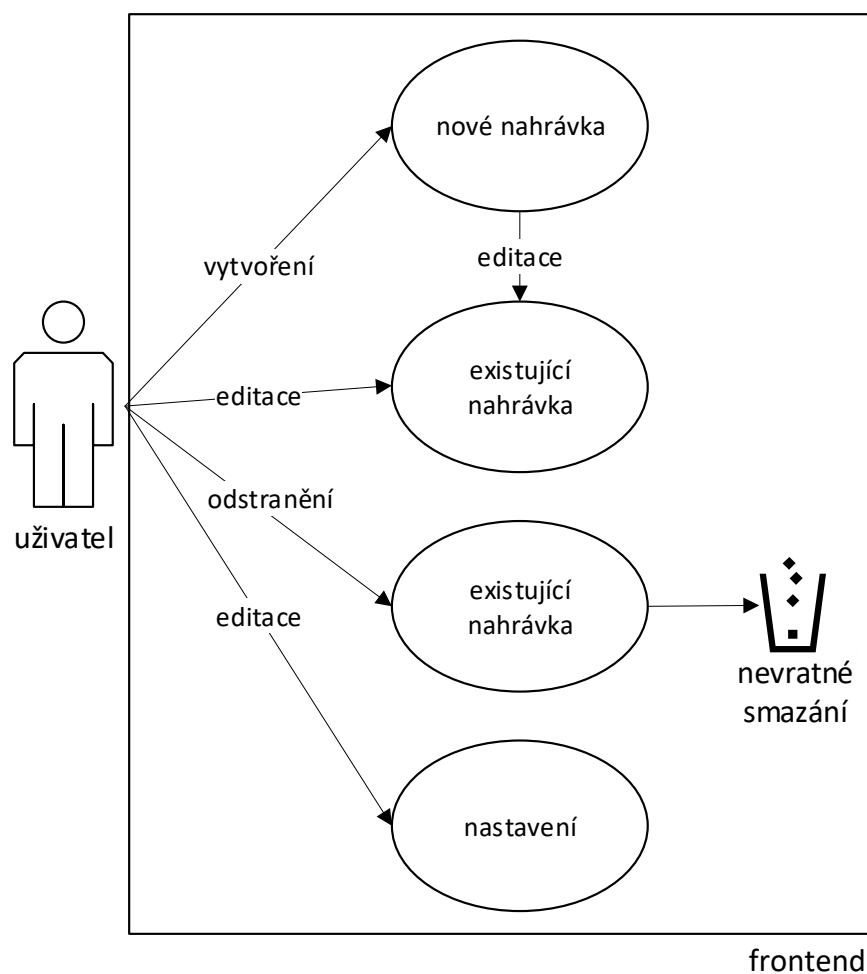 nové nahrávka
vytvoření
editace
existující
nahrávka
editace
odstranění
uživatel
existující
nahrávka
editace
nevratné
smazání
nastavení
frontend